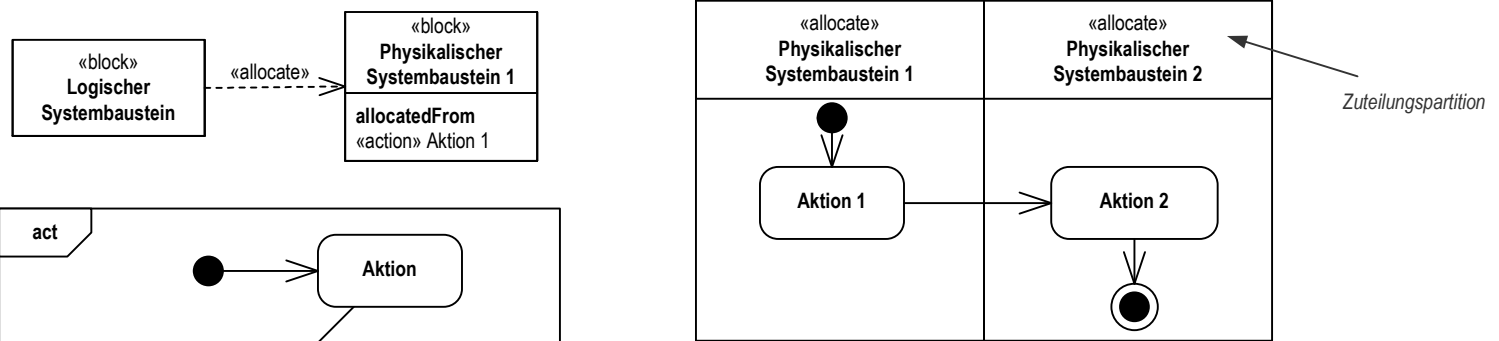 «block»
Logischer
Systembaustein
«allocate»
«block»
Physikalischer
Systembaustein 1
allocatedFrom
«action» Aktion 1
act
Aktion
«allocate»
Physikalischer
Systembaustein 1
«allocate»
Physikalischer
Systembaustein 2
Zuteilungspartition
Aktion 1
Aktion 2